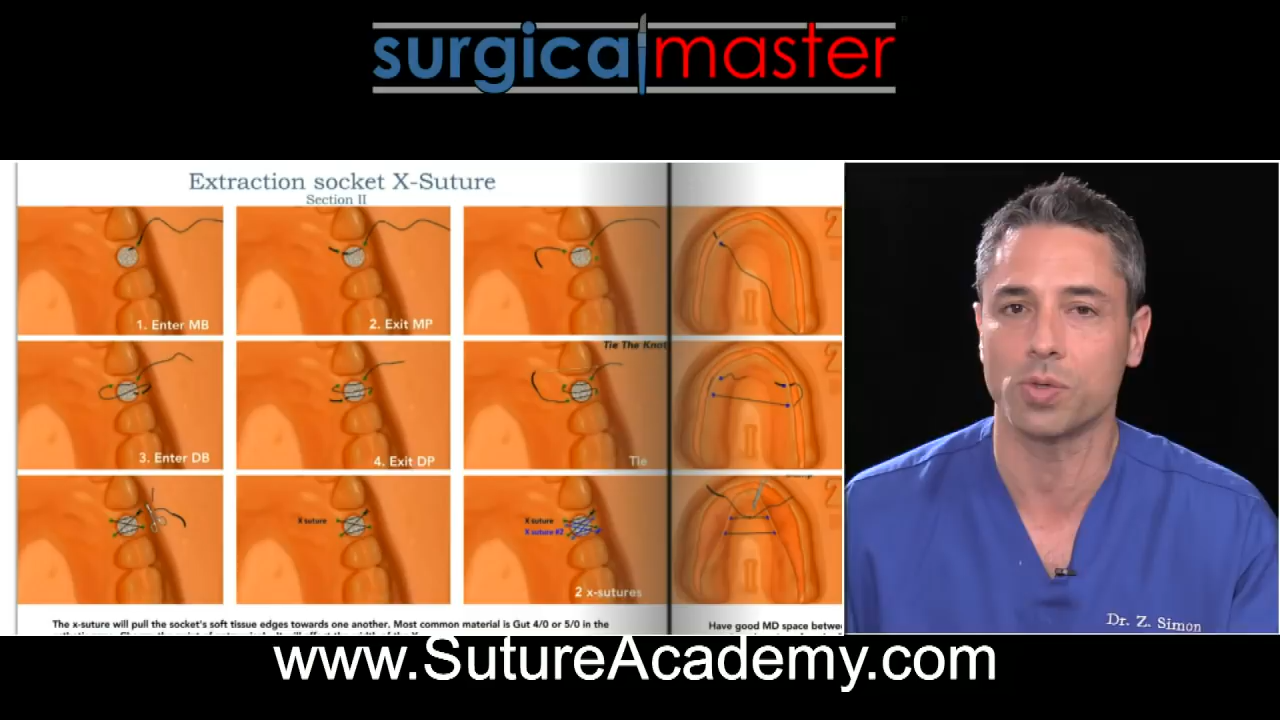 surgical master
Extraction socket X-Suture
Section II
1. Enter MB
2. Exit MP
Tie The Knot
3. Enter DB
4. Exit DP
Tie
X suture
X suture
X suture #2
2 x-sutures
The x-suture will pull the socket's soft tissue edges towards one another. Most common material is Gut 4/0 or 5/0 in the
Have good MD space betwee
Dr. Z. Simon
www.SutureAcademy.com